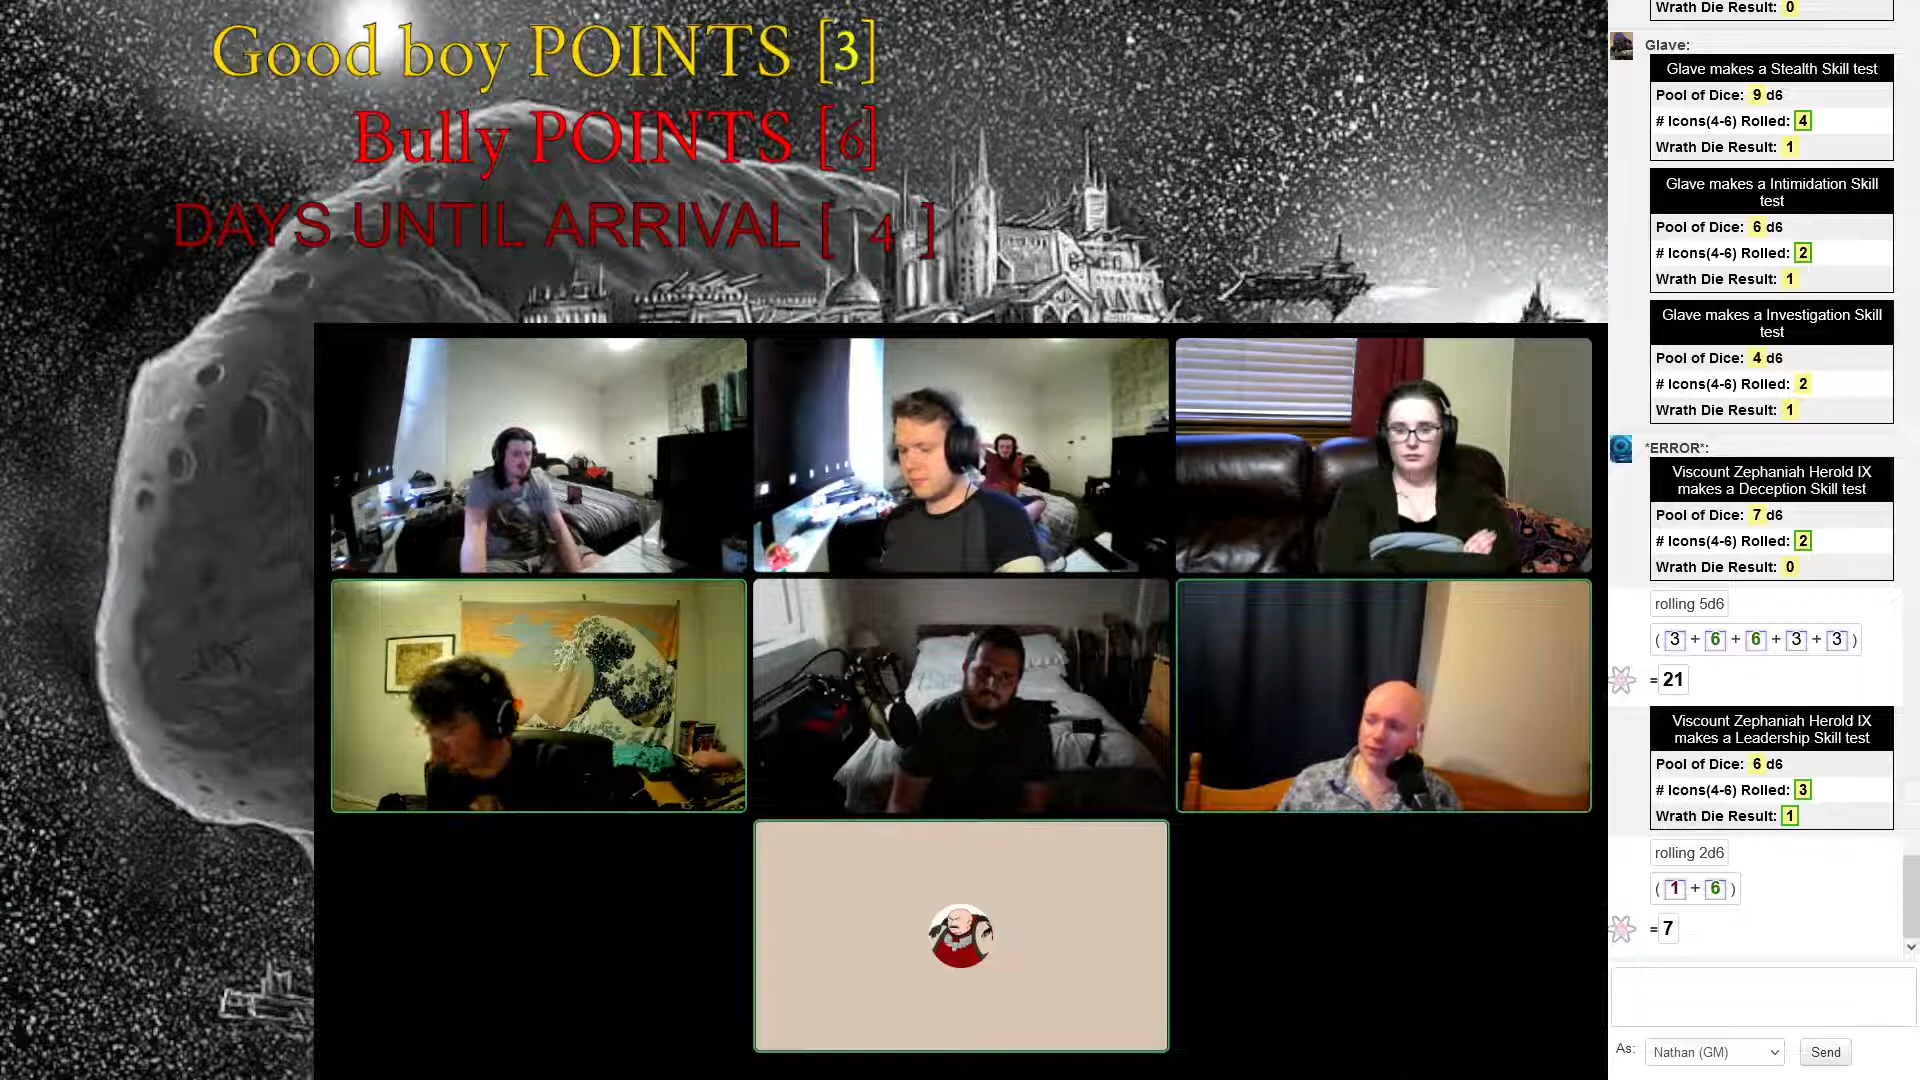 Good boy POINTS [3]
Bully POINTS [6]
DAYS UNTIL ARRIVAL [ 4 ]
Wrath Die Result: 0
Glave:
Glave makes a Stealth Skill test
Pool of Dice: 9 d6
# Icons(4-6) Rolled: 4
Wrath Die Result: 1
Glave makes a Intimidation Skill
test
Pool of Dice: 6 d6
# Icons(4-6) Rolled: 2
Wrath Die Result: 1
Glave makes a Investigation Skill
test
Pool of Dice: 4 d6
# Icons(4-6) Rolled: 2
Wrath Die Result: 1
*ERROR*:
Viscount Zephaniah Herold IX
makes a Deception Skill test
Pool of Dice: 7 d6
# Icons(4-6) Rolled: 2
Wrath Die Result: 0
rolling 5d6
( 3 + 6 + 6 + 3 + 3 )
= 21
Viscount Zephaniah Herold IX
makes a Leadership Skill test
Pool of Dice: 6 d6
# Icons(4-6) Rolled: 3
Wrath Die Result: 1
rolling 2d6
( 1 + 6 )
= 7
As: Nathan (GM) Send